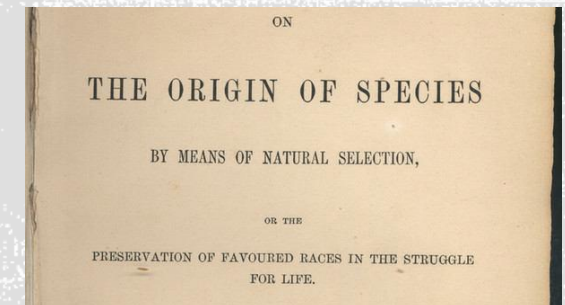 ON
THE ORIGIN OF SPECIES
BY MEANS OF NATURAL SELECTION,
OR THE
PRESERVATION OF FAVOURED RACES IN THE STRUGGLE
FOR LIFE.